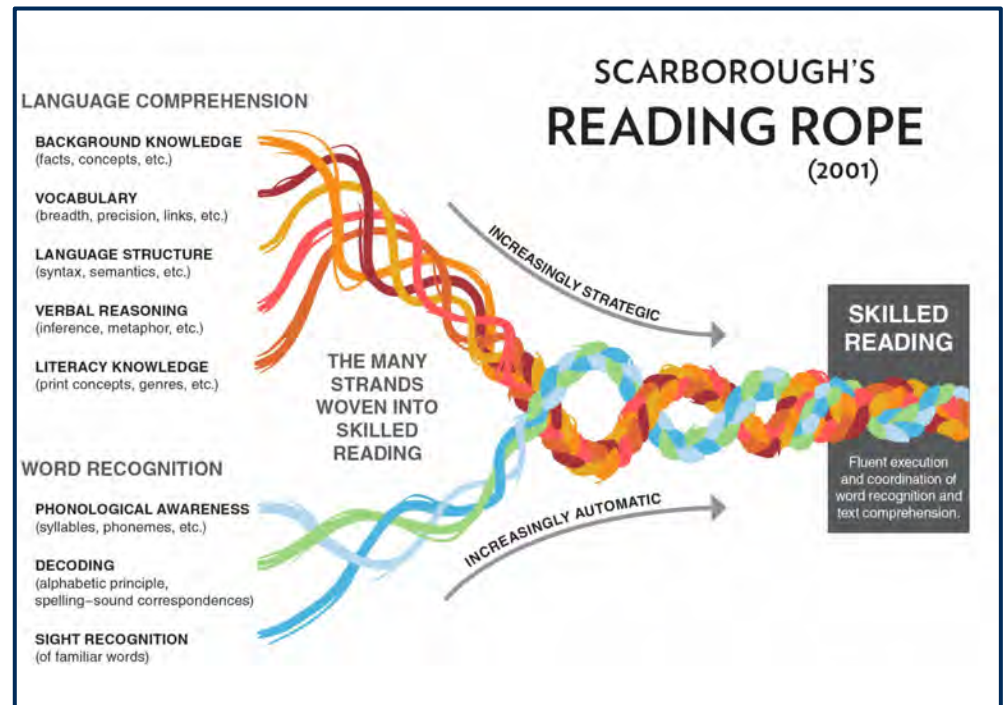 SCARBOROUGH'S
READING ROPE
(2001)
LANGUAGE COMPREHENSION
BACKGROUND KNOWLEDGE
(facts, concepts, etc.)
VOCABULARY
(breadth, precision, links, etc.)
LANGUAGE STRUCTURE
(syntax, semantics, etc.)
VERBAL REASONING
(inference, metaphor, etc.)
LITERACY KNOWLEDGE
(print concepts, genres, etc.)
WORD RECOGNITION
PHONOLOGICAL AWARENESS
(syllables, phonemes, etc.)
DECODING
(alphabetic principle,
spelling–sound correspondences)
SIGHT RECOGNITION
(of familiar words)
THE MANY
STRANDS
WOVEN INTO
SKILLED
READING
INCREASINGLY STRATEGIC
INCREASINGLY AUTOMATIC
SKILLED
READING
Fluent execution
and coordination of
word recognition and
text comprehension.